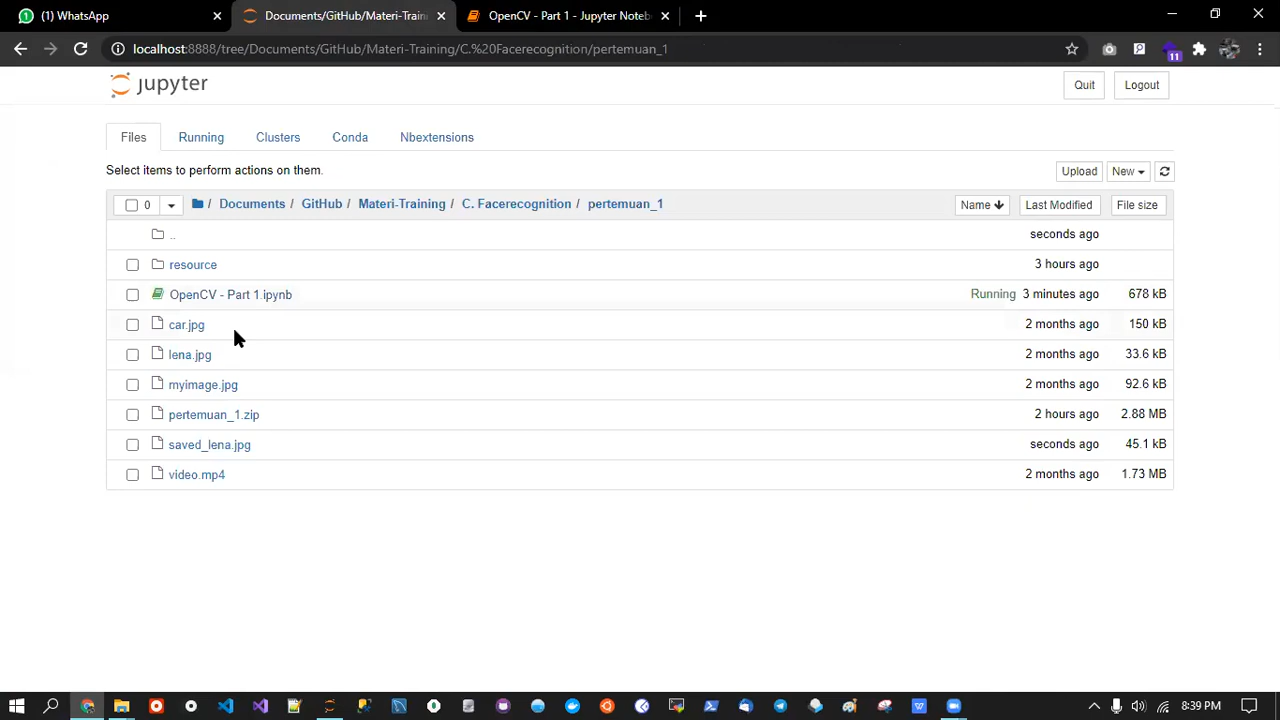 (1) WhatsApp
Documents/GitHub/Materi-Train
OpenCV - Part 1 - Jupyter Noteb
localhost:8888/tree/Documents/GitHub/Materi-Training/C.%20Facerecognition/pertemuan_1
11
jupyter
Quit
Logout
Files
Running
Clusters
Conda
Nbextensions
Select items to perform actions on them.
Upload
New
0
/ Documents / GitHub / Materi-Training / C. Facerecognition / pertemuan_1
Name
Last Modified
File size
..
seconds ago
resource
3 hours ago
OpenCV - Part 1.ipynb
Running 3 minutes ago 678 kB
car.jpg
2 months ago 150 kB
lena.jpg
2 months ago 33.6 kB
myimage.jpg
2 months ago 92.6 kB
pertemuan_1.zip
2 hours ago 2.88 MB
saved_lena.jpg
seconds ago 45.1 kB
video.mp4
2 months ago 1.73 MB
8:39 PM